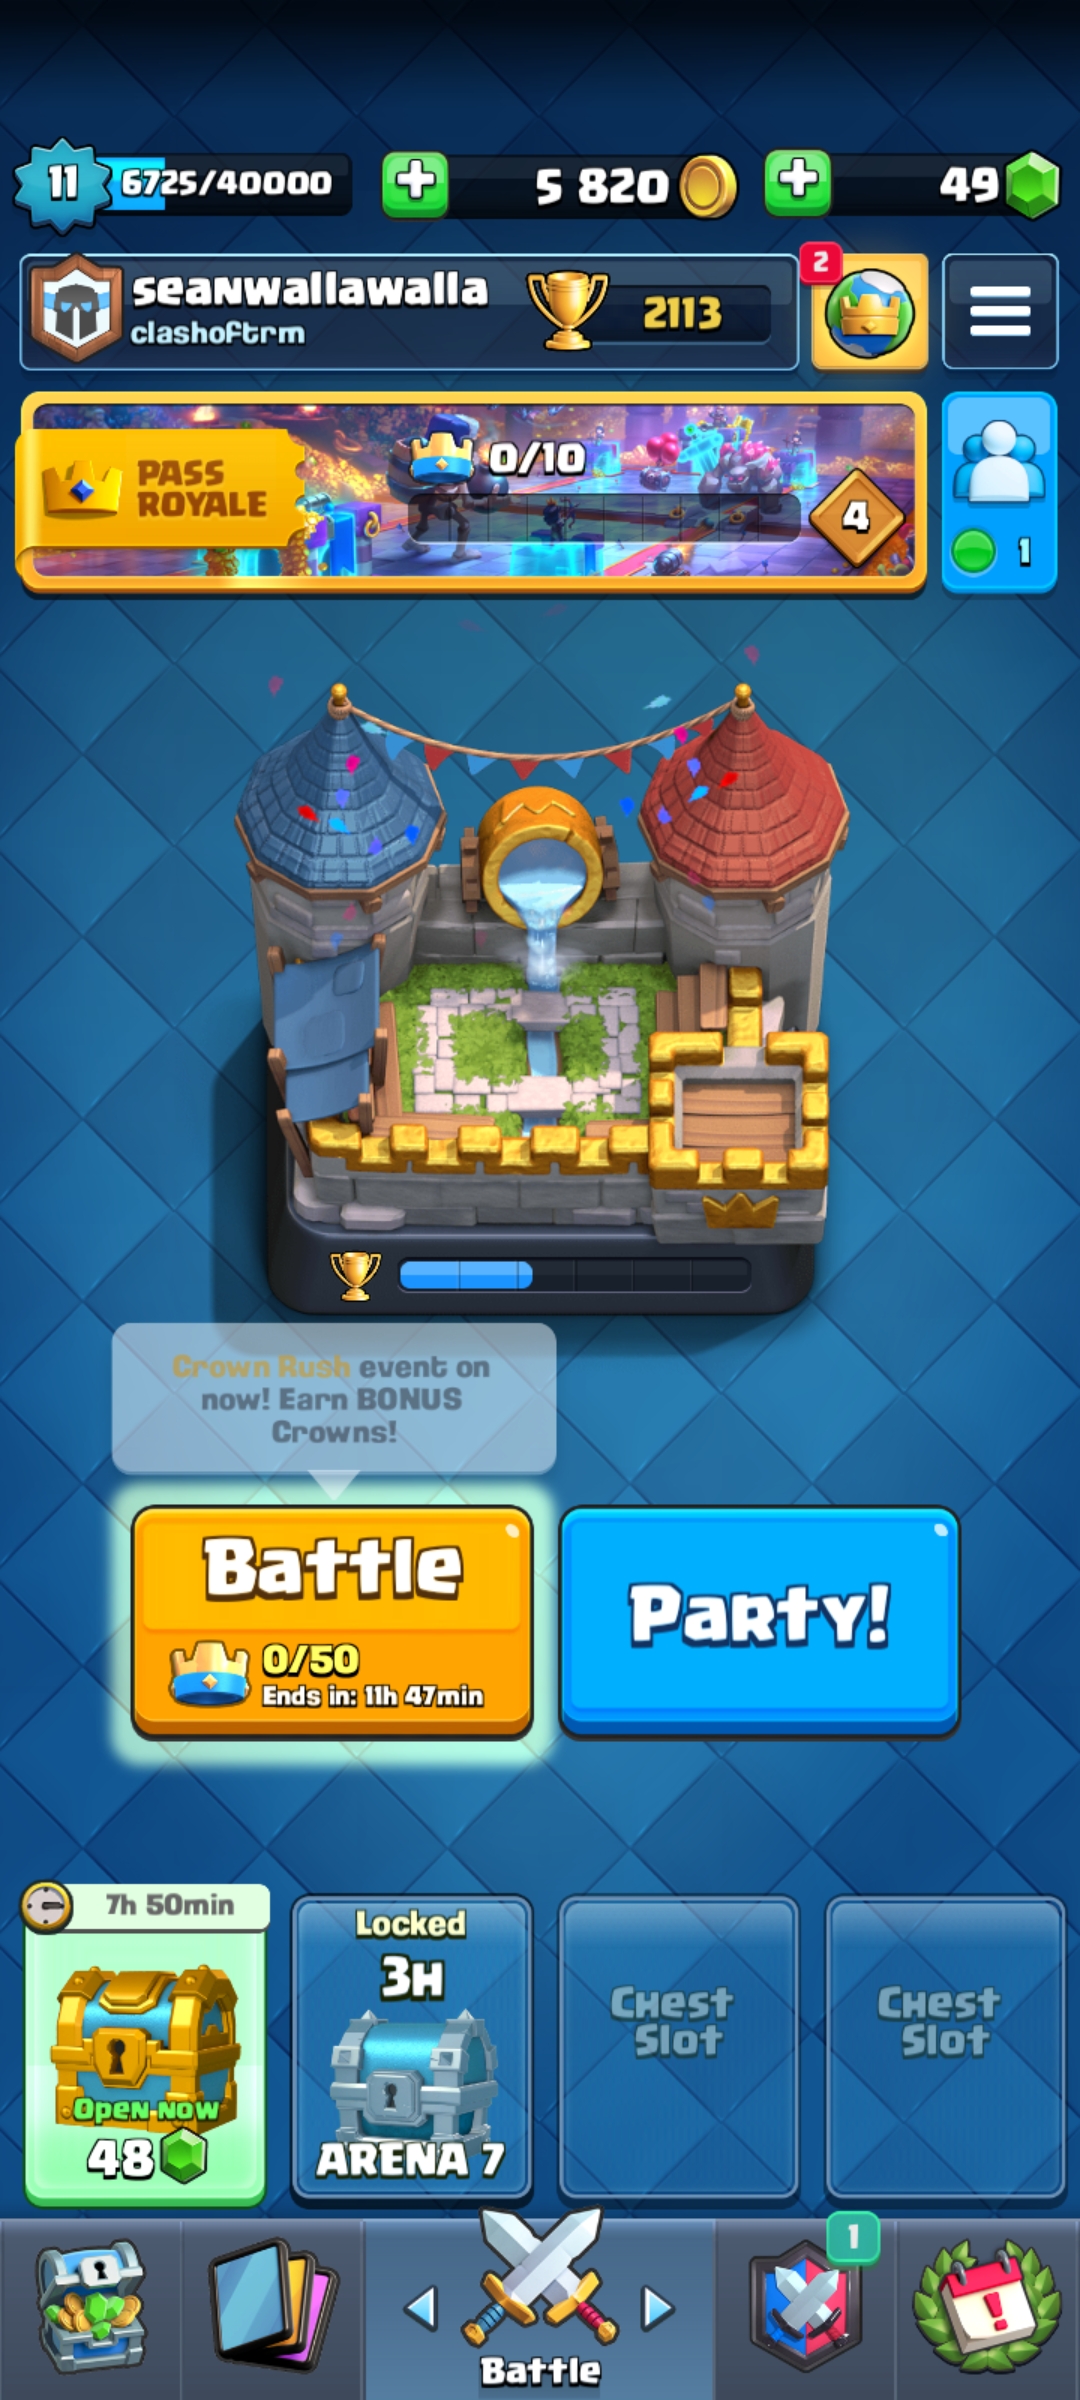 11
6725/40000
5 820
49
seanwallawalla
clashoftrm
2113
2
PASS
ROYALE
0/10
4
1
Crown Rush event on
now! Earn BONUS
Crowns!
Battle
0/50
Ends in: 11h 47min
Party!
7h 50min
Open now
48
Locked
3H
ARENA 7
Chest
Slot
Chest
Slot
1
Battle